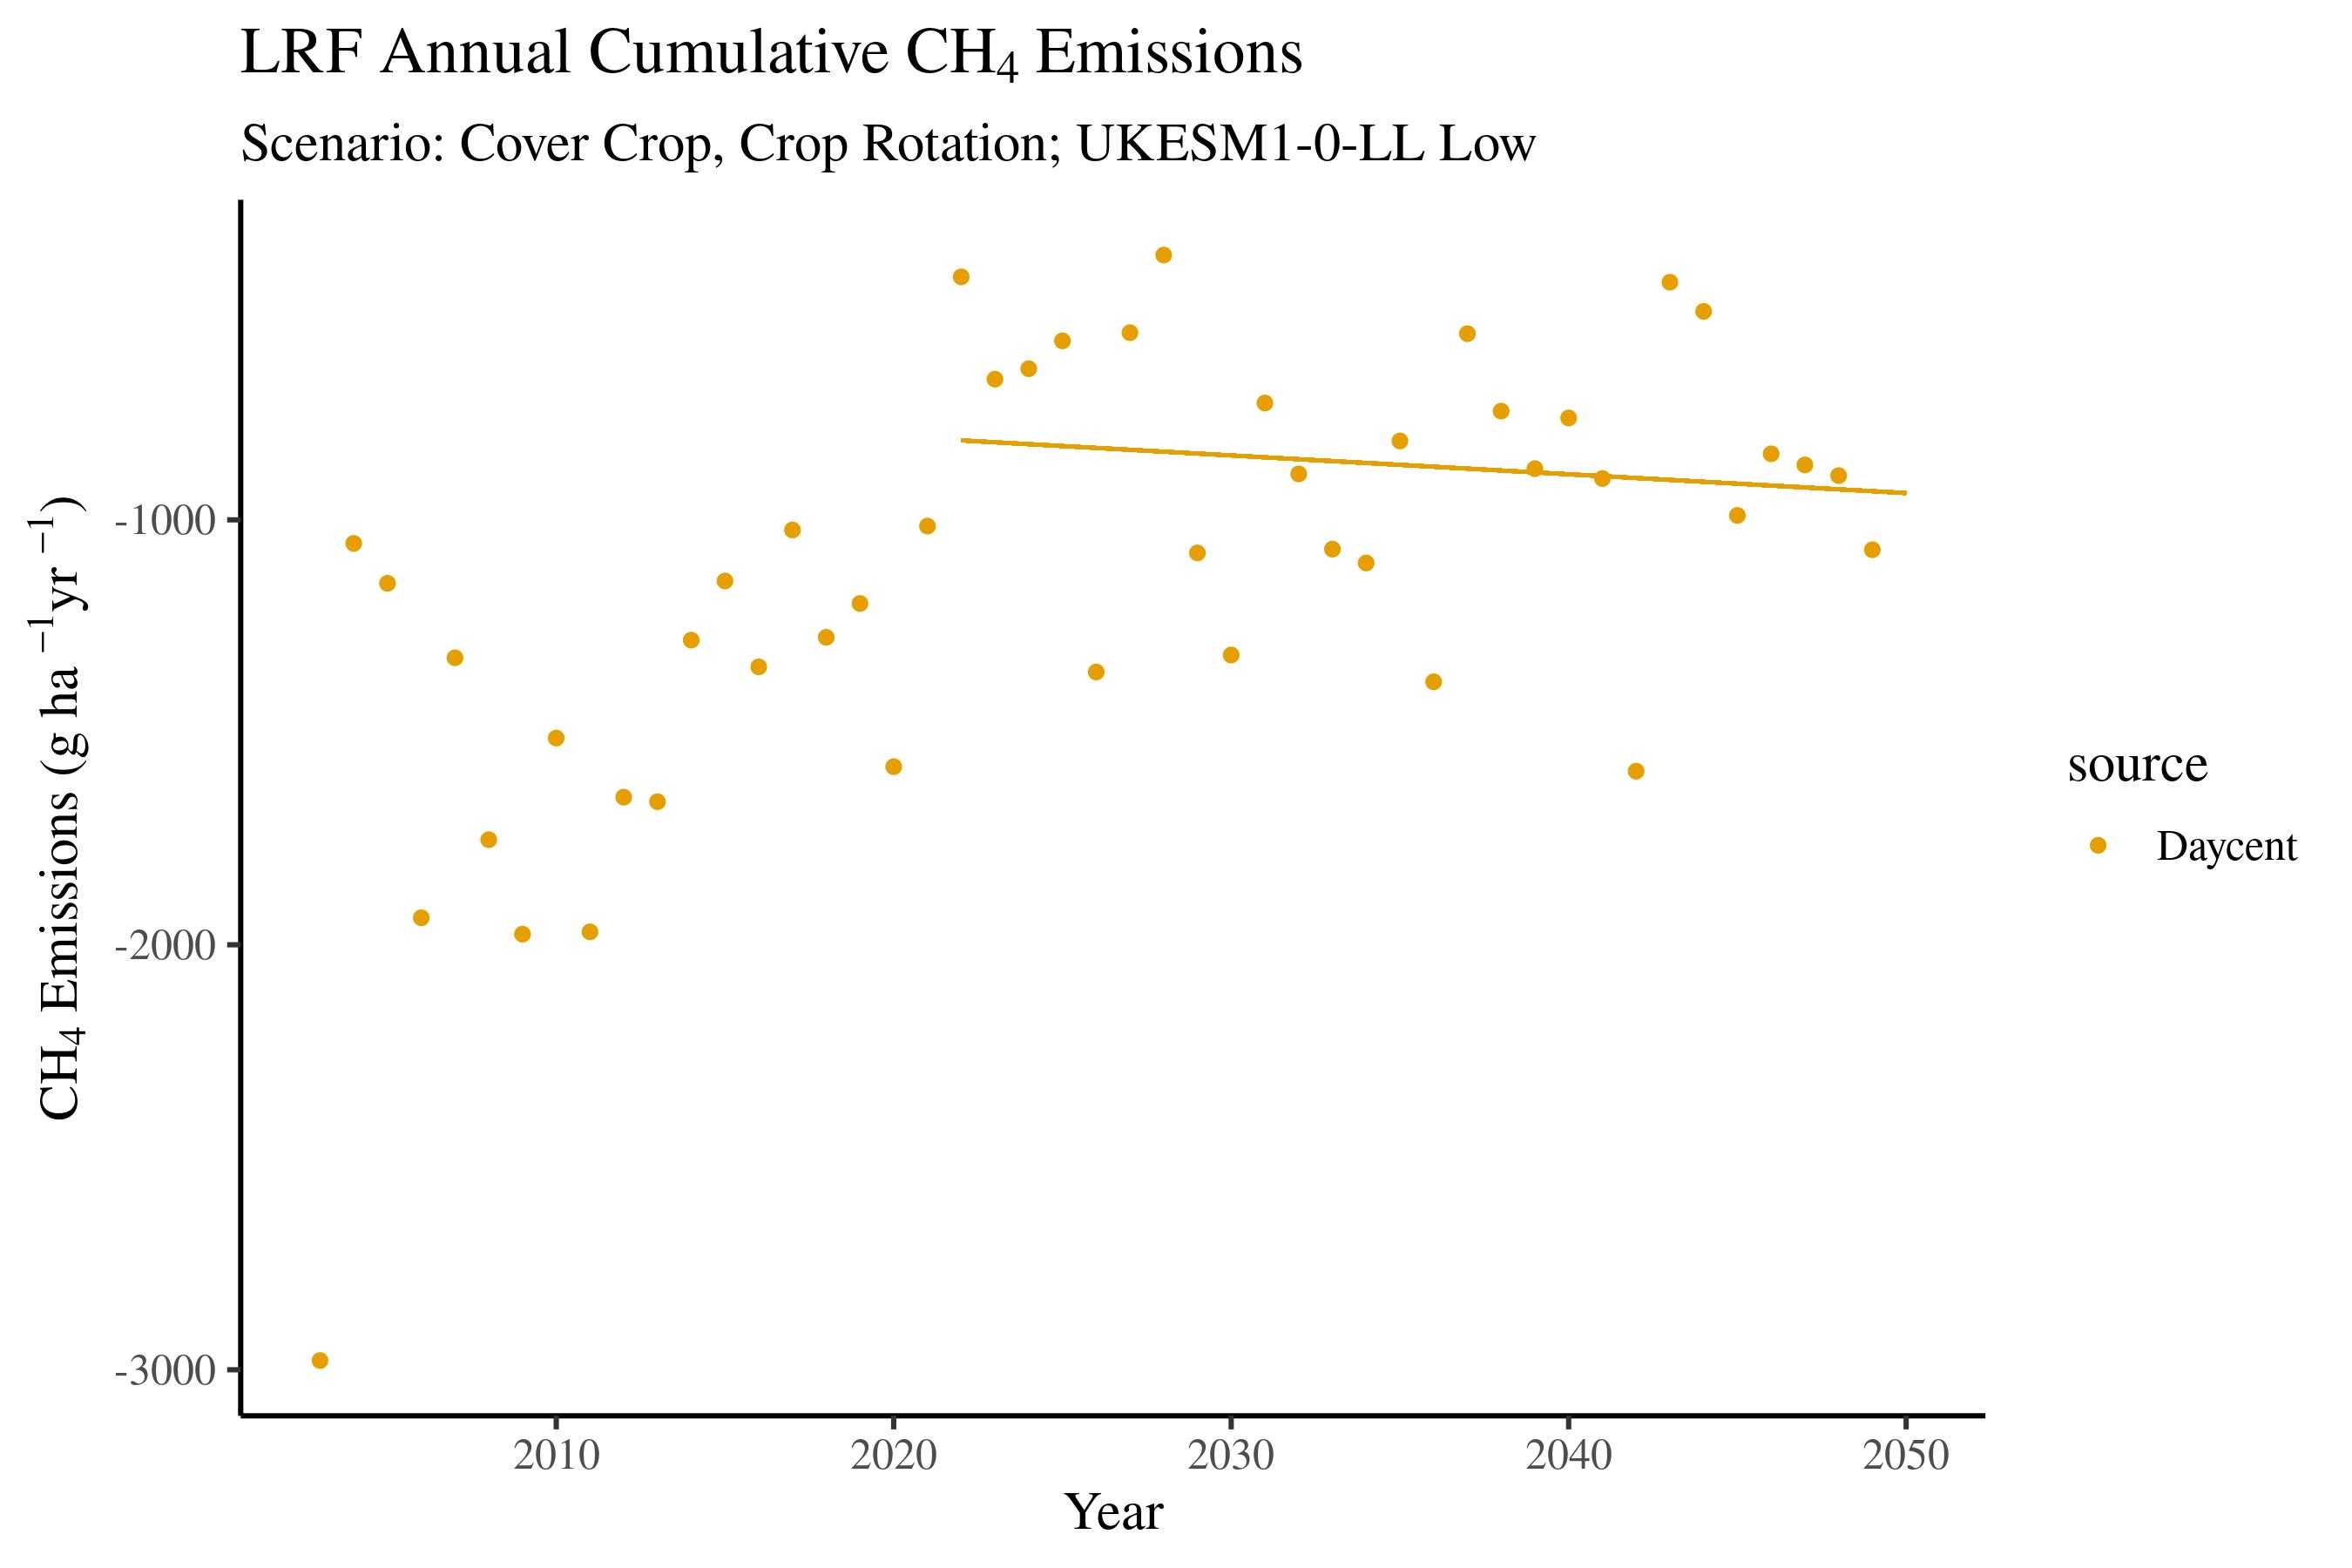 LRF Annual Cumulative CH₄ Emissions
Scenario: Cover Crop, Crop Rotation; UKESM1-0-LL Low
CH₄ Emissions (g ha ⁻¹yr ⁻¹)
-1000
-2000
-3000
source
Daycent
2010
2020
2030
2040
2050
Year